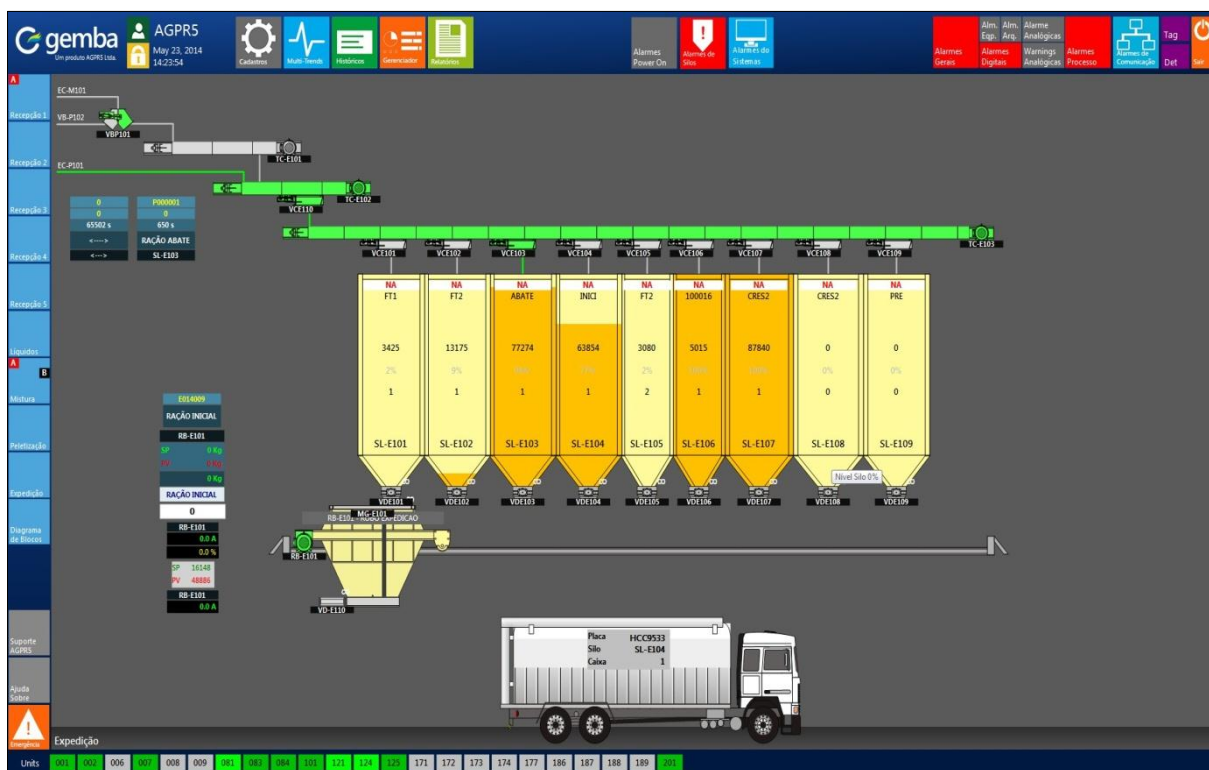 gemba
Um produto AGPR5 Ltda.
AGPR5
May 23, 2014
14:23:54
Cadastros
Multi-Trends
Históricos
Gerenciador
Relatórios
Alarmes
Power On
Alarmes de
Silos
Alarmes do
Sistemas
Alarmes
Gerais
Alm.
Eqp.
Alm.
Arq.
Alarme
Analógicas
Alarmes
Digitais
Warnings
Analógicas
Alarmes
Processo
Alarmes de
Comunicação
Tag
Det
Sair
A
Recepção 1
Recepção 2
Recepção 3
Recepção 4
Recepção 5
Líquidos
A
B
Mistura
Peletização
Expedição
Diagrama
de Blocos
Suporte
AGPR5
Ajuda
Sobre
Emergência
EC-M101
VB-P102
VBP101
TC-E101
EC-P101
TC-E102
VCE110
TC-E103
0
0
65502 s
<---->
<--->
P000001
0
650 s
RAÇÃO ABATE
SL-E103
VCE101 VCE102 VCE103 VCE104 VCE105 VCE106 VCE107 VCE108 VCE109
NA NA NA NA NA NA NA NA NA
FT1 FT2 ABATE INICI FT2 100016 CRES2 CRES2 PRE
3425 13175 77274 63854 3080 5015 87840 0 0
2% 9% 2% 0% 0%
1 1 1 1 2 1 1 0 0
SL-E101 SL-E102 SL-E103 SL-E104 SL-E105 SL-E106 SL-E107 SL-E108 SL-E109
Nível Silo 0%
VDE101 VDE102 VDE103 VDE104 VDE105 VDE106 VDE107 VDE108 VDE109
E014009
RAÇÃO INICIAL
RB-E101
SP 0 Kg
PV 0 Kg
0 Kg
RAÇÃO INICIAL
0
RB-E101
0.0 A
0.0 %
SP 16148
PV 48886
RB-E101
0.0 A
MG-E101
RB-E101 - ROBO EXPEDICAO
RB-E101
VD-E110
Placa HCC9533
Silo SL-E104
Caixa 1
Expedição
Units 001 002 006 007 008 009 081 083 084 101 121 124 125 171 172 173 174 177 186 187 188 189 201